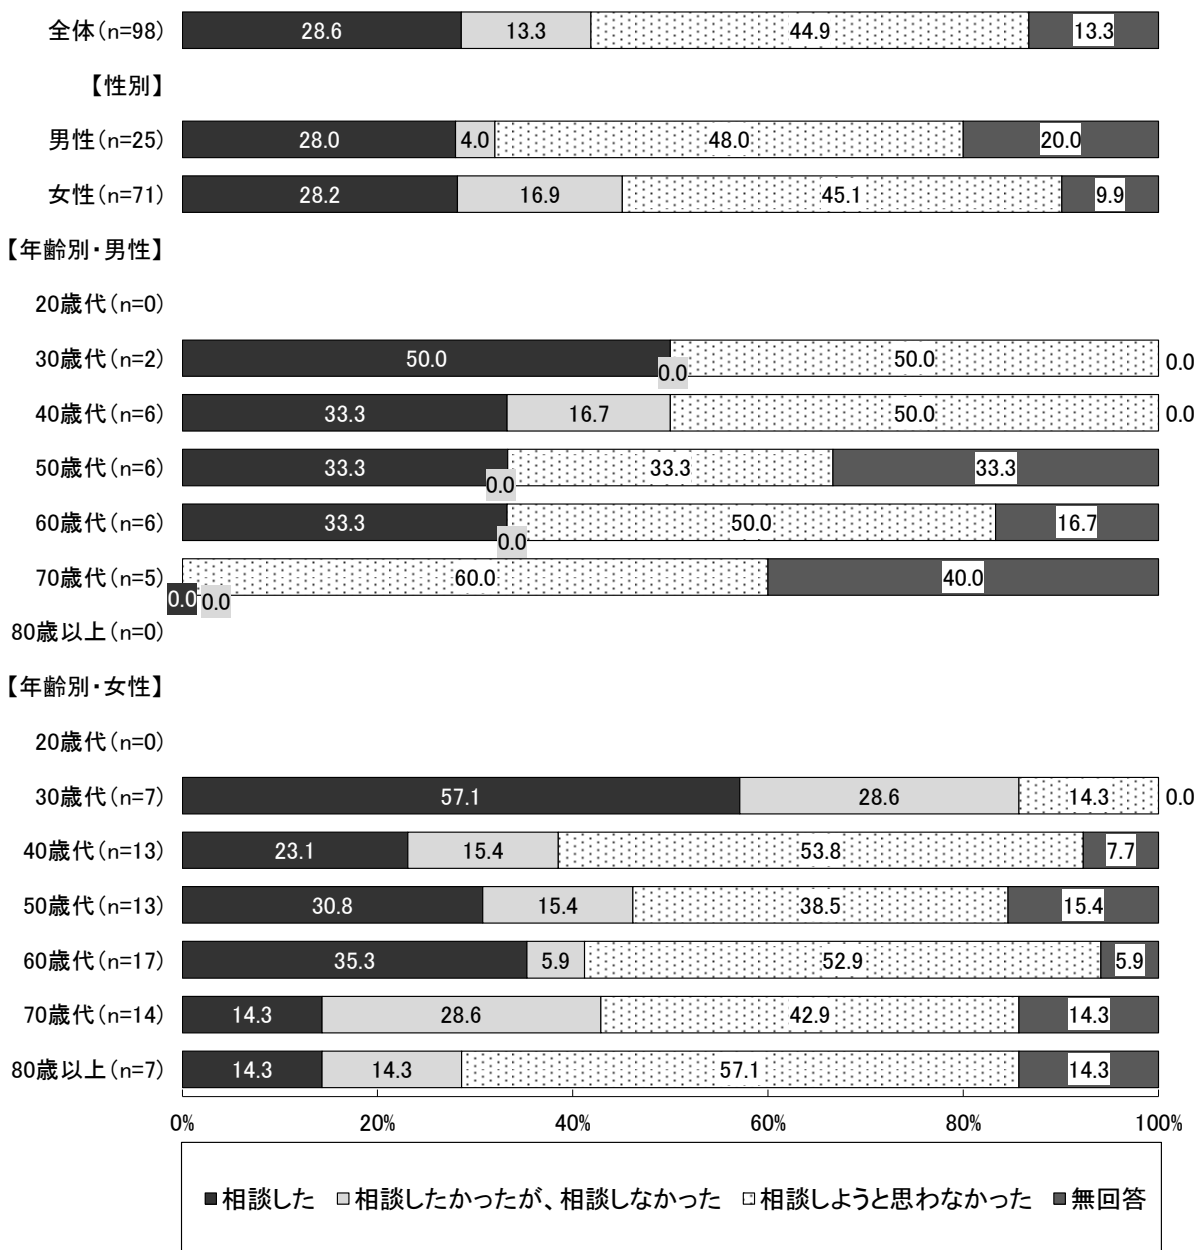 全体(n=98) 28.6 13.3 44.9 13.3
【性別】
男性(n=25) 28.0 4.0 48.0 20.0
女性(n=71) 28.2 16.9 45.1 9.9
【年齢別・男性】
20歳代(n=0)
30歳代(n=2) 50.0 0.0 50.0 0.0
40歳代(n=6) 33.3 16.7 50.0 0.0
50歳代(n=6) 33.3 0.0 33.3 33.3
60歳代(n=6) 33.3 0.0 50.0 16.7
70歳代(n=5) 0.0 0.0 60.0 40.0
80歳以上(n=0)
【年齢別・女性】
20歳代(n=0)
30歳代(n=7) 57.1 28.6 14.3 0.0
40歳代(n=13) 23.1 15.4 53.8 7.7
50歳代(n=13) 30.8 15.4 38.5 15.4
60歳代(n=17) 35.3 5.9 52.9 5.9
70歳代(n=14) 14.3 28.6 42.9 14.3
80歳以上(n=7) 14.3 14.3 57.1 14.3
0% 20% 40% 60% 80% 100%
相談した 相談したかったが、相談しなかった 相談しようと思わなかった 無回答